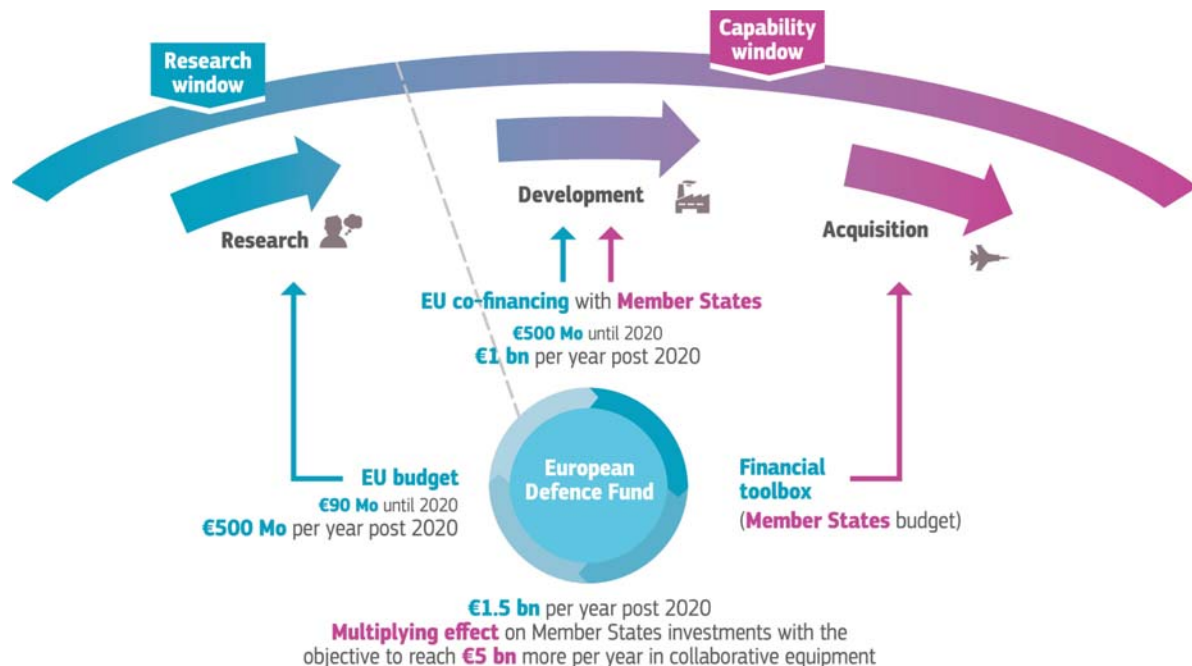 Research
window
Capability
window
Research
Development
Acquisition
EU co-financing with Member States
€500 Mo until 2020
€1 bn per year post 2020
EU budget
€90 Mo until 2020
€500 Mo per year post 2020
European
Defence Fund
Financial
toolbox
(Member States budget)
€1.5 bn per year post 2020
Multiplying effect on Member States investments with the
objective to reach €5 bn more per year in collaborative equipment